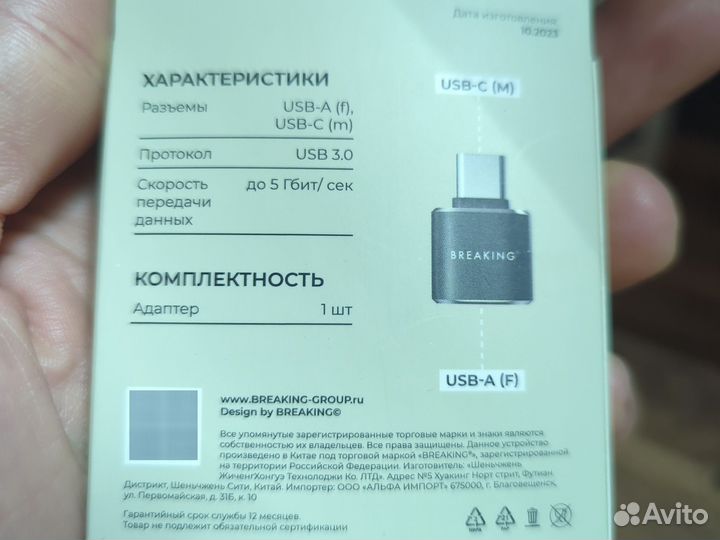 Дата изготовления:
10.2023
ХАРАКТЕРИСТИКИ
Разъемы USB-A (f),
USB-C (m)
Протокол USB 3.0
Скорость до 5 Гбит/ сек
передачи
данных
USB-C (M)
BREAKING
USB-A (F)
КОМПЛЕКТНОСТЬ
Адаптер 1 шт
www.BREAKING-GROUP.ru
Design by BREAKING©
Все упомянутые зарегистрированные торговые марки и знаки являются
собственностью их владельцев. Все права защищены. Данное устройство
произведено в Китае под торговой маркой «BREAKING®», зарегистрированной
на территории Российской Федерации. Изготовитель: «Шеньчжень
ЖиченгХонгуэ Технолоджи Ко. ЛТД». Адрес №5 Хуакинг Норт стрит, Футиан
Дистрикт, Шеньчжень Сити, Китай. Импортер: ООО «АЛЬФА ИМПОРТ» 675000, г. Благовещенск,
ул. Первомайская, д. 31Б, к. 10
Гарантийный срок службы 12 месяцев.
Товар не подлежит обязательной сертификации
Avito